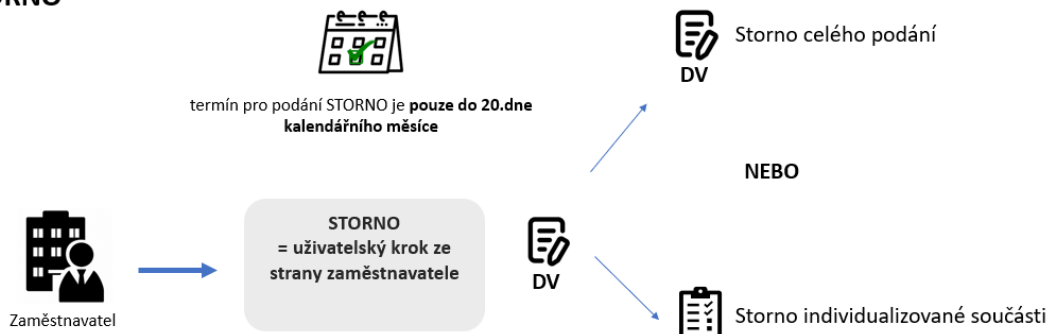 termín pro podání STORNO je pouze do 20.dne
kalendářního měsíce
DV
Storno celého podání
NEBO
Zaměstnavatel
STORNO
= uživatelský krok ze
strany zaměstnavatele
DV
Storno individualizované součásti